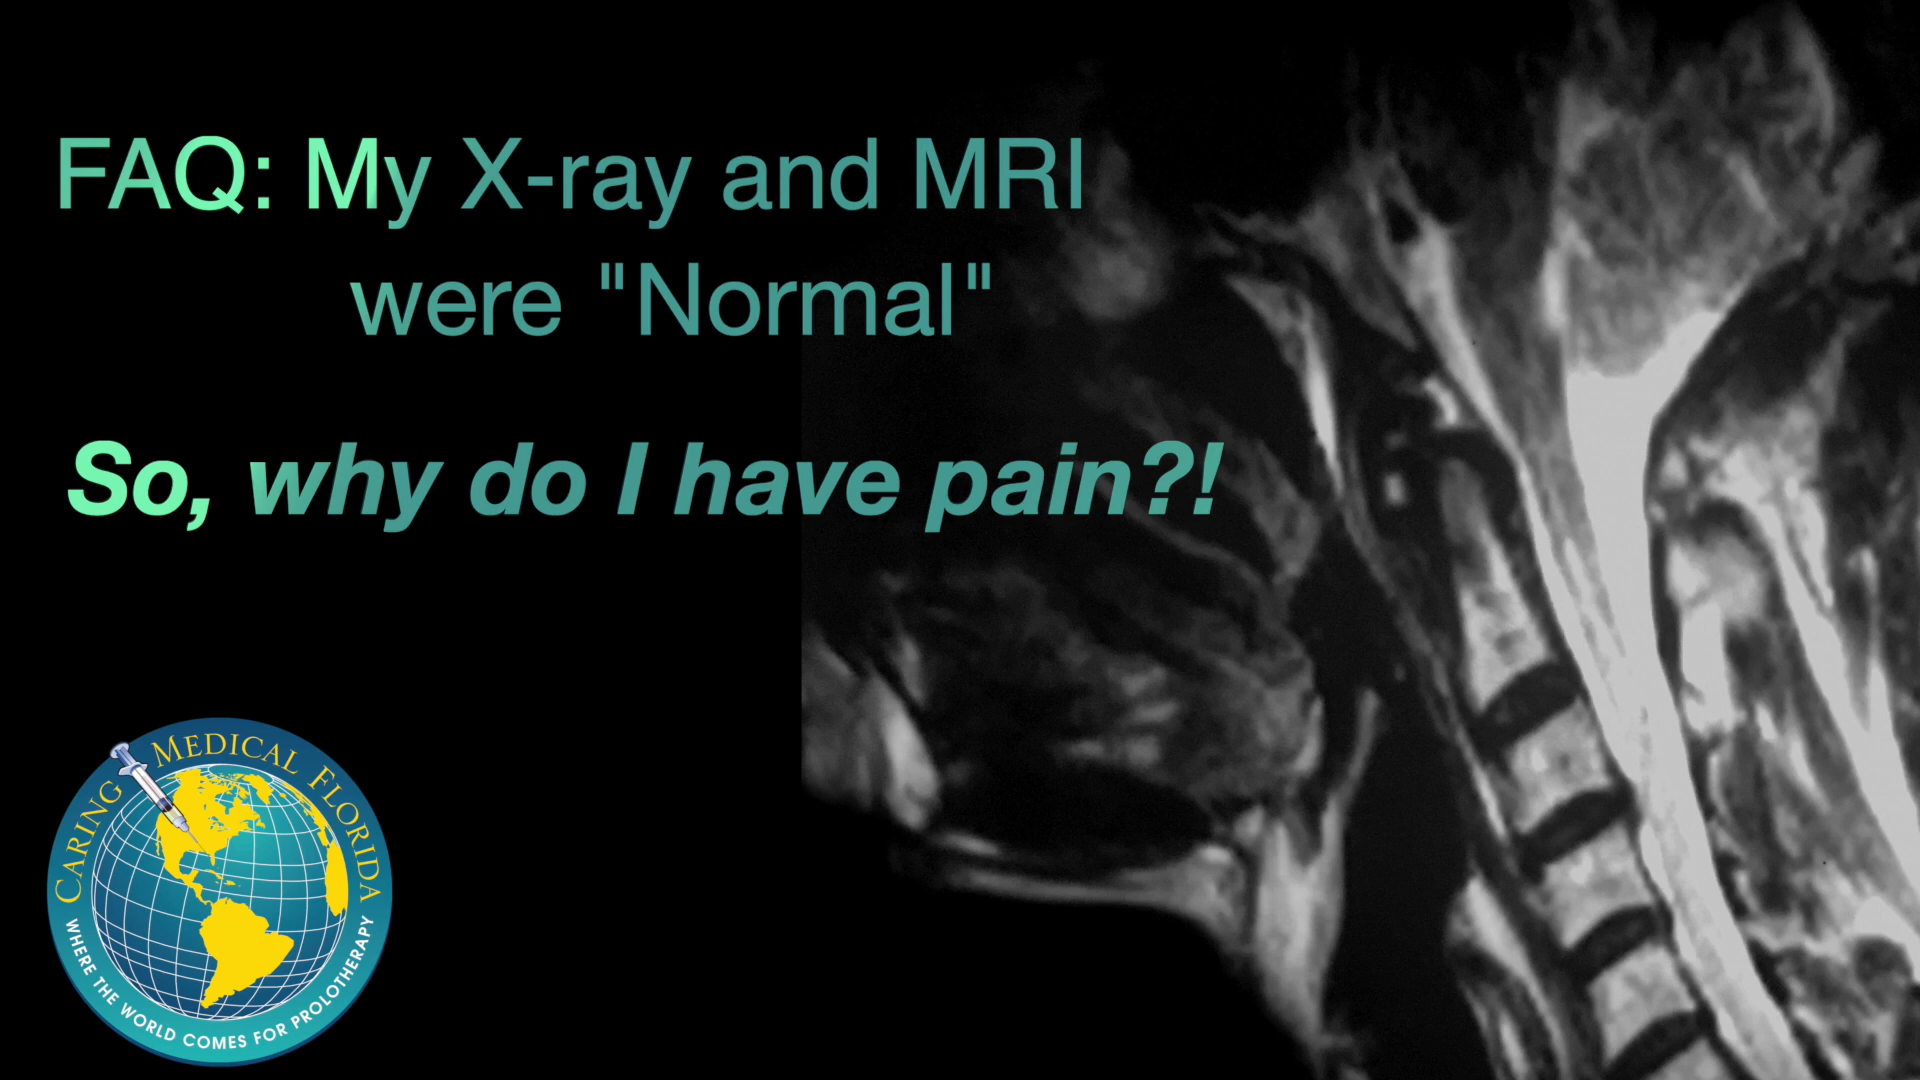 FAQ: My X-ray and MRI
were "Normal"
So, why do I have pain?!
CARING MEDICAL FLORIDA
WHERE THE WORLD COMES FOR PROLOTHERAPY